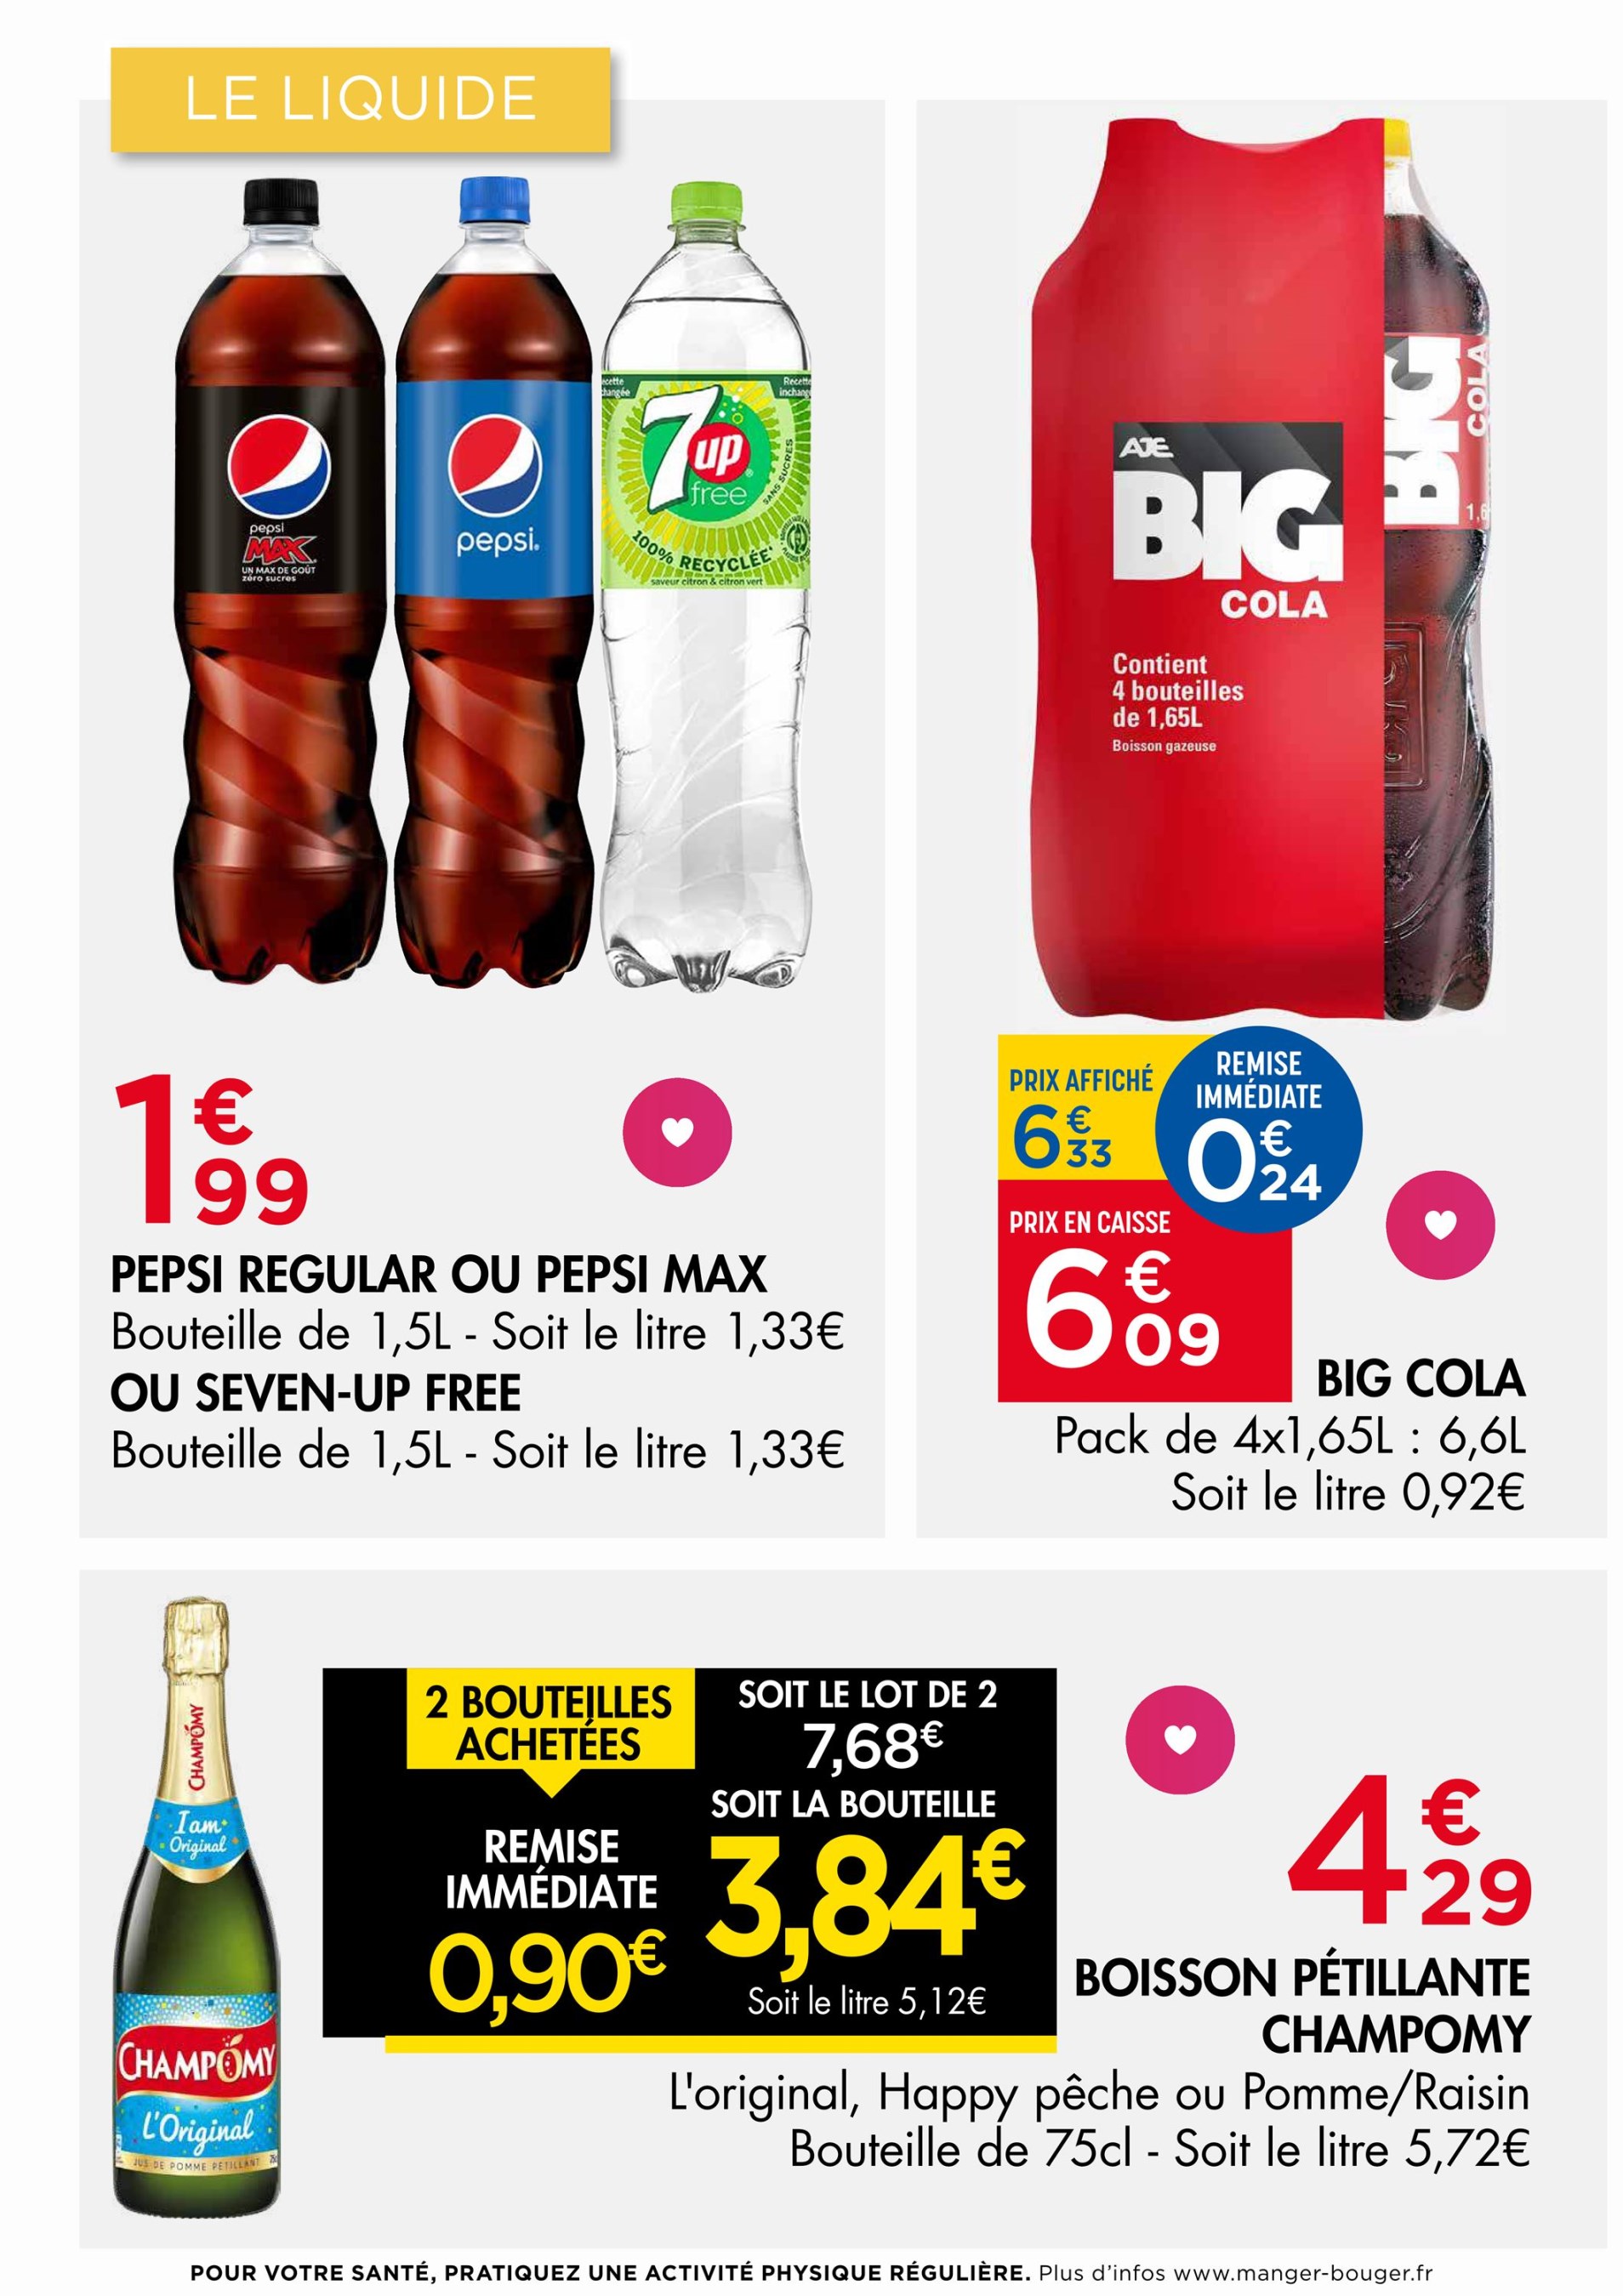 LE LIQUIDE
pepsi
MAX
UN MAX DE GOÛT
zéro sucres
pepsi.
Recette
inchangée
7up
free
SANS SUCRES
100% RECYCLÉE*
saveur citron & citron vert
AJE
BIG
COLA
Contient
4 bouteilles
de 1,65L
Boisson gazeuse
BIG
COLA
1€99
PEPSI REGULAR OU PEPSI MAX
Bouteille de 1,5L - Soit le litre 1,33€
OU SEVEN-UP FREE
Bouteille de 1,5L - Soit le litre 1,33€
PRIX AFFICHÉ
6€33
REMISE
IMMÉDIATE
0€24
PRIX EN CAISSE
6€09
BIG COLA
Pack de 4x1,65L : 6,6L
Soit le litre 0,92€
CHAMPOMY
I am
Original
CHAMPOMY
L'Original
JUS DE POMME PÉTILLANT
2 BOUTEILLES
ACHETÉES
REMISE
IMMÉDIATE
0,90€
SOIT LE LOT DE 2
7,68€
SOIT LA BOUTEILLE
3,84€
Soit le litre 5,12€
4€29
BOISSON PÉTILLANTE
CHAMPOMY
L'original, Happy pêche ou Pomme/Raisin
Bouteille de 75cl - Soit le litre 5,72€
POUR VOTRE SANTÉ, PRATIQUEZ UNE ACTIVITÉ PHYSIQUE RÉGULIÈRE. Plus d'infos www.manger-bouger.fr